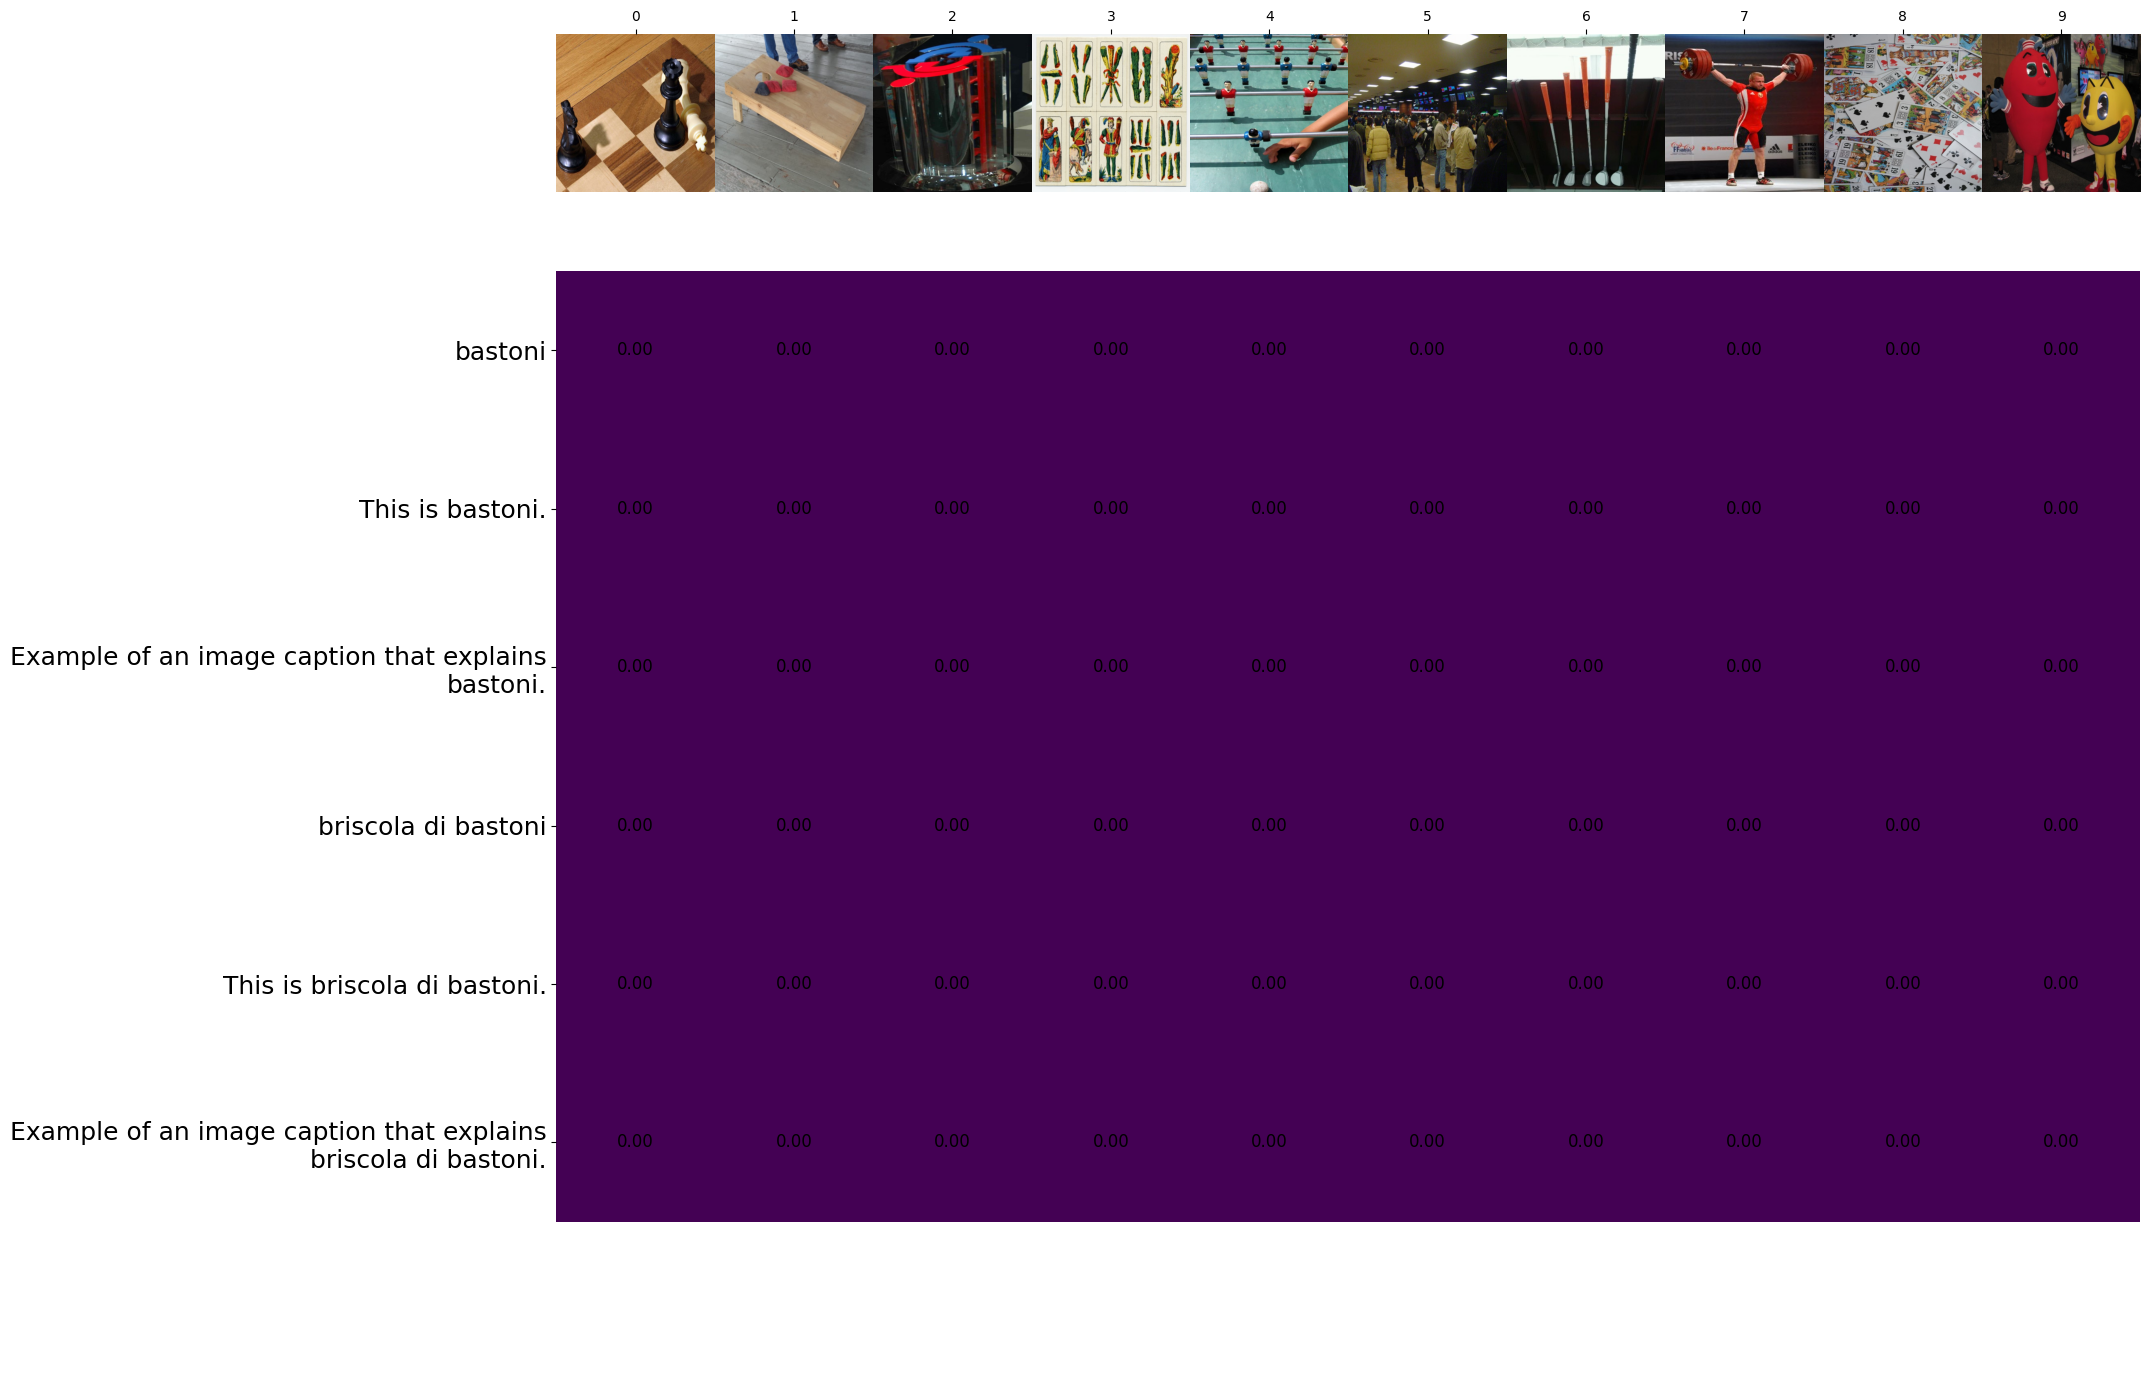 0 1 2 3 4 5 6 7 8 9
bastoni 0.00 0.00 0.00 0.00 0.00 0.00 0.00 0.00 0.00 0.00
This is bastoni. 0.00 0.00 0.00 0.00 0.00 0.00 0.00 0.00 0.00 0.00
Example of an image caption that explains
bastoni. 0.00 0.00 0.00 0.00 0.00 0.00 0.00 0.00 0.00 0.00
briscola di bastoni 0.00 0.00 0.00 0.00 0.00 0.00 0.00 0.00 0.00 0.00
This is briscola di bastoni. 0.00 0.00 0.00 0.00 0.00 0.00 0.00 0.00 0.00 0.00
Example of an image caption that explains
briscola di bastoni. 0.00 0.00 0.00 0.00 0.00 0.00 0.00 0.00 0.00 0.00